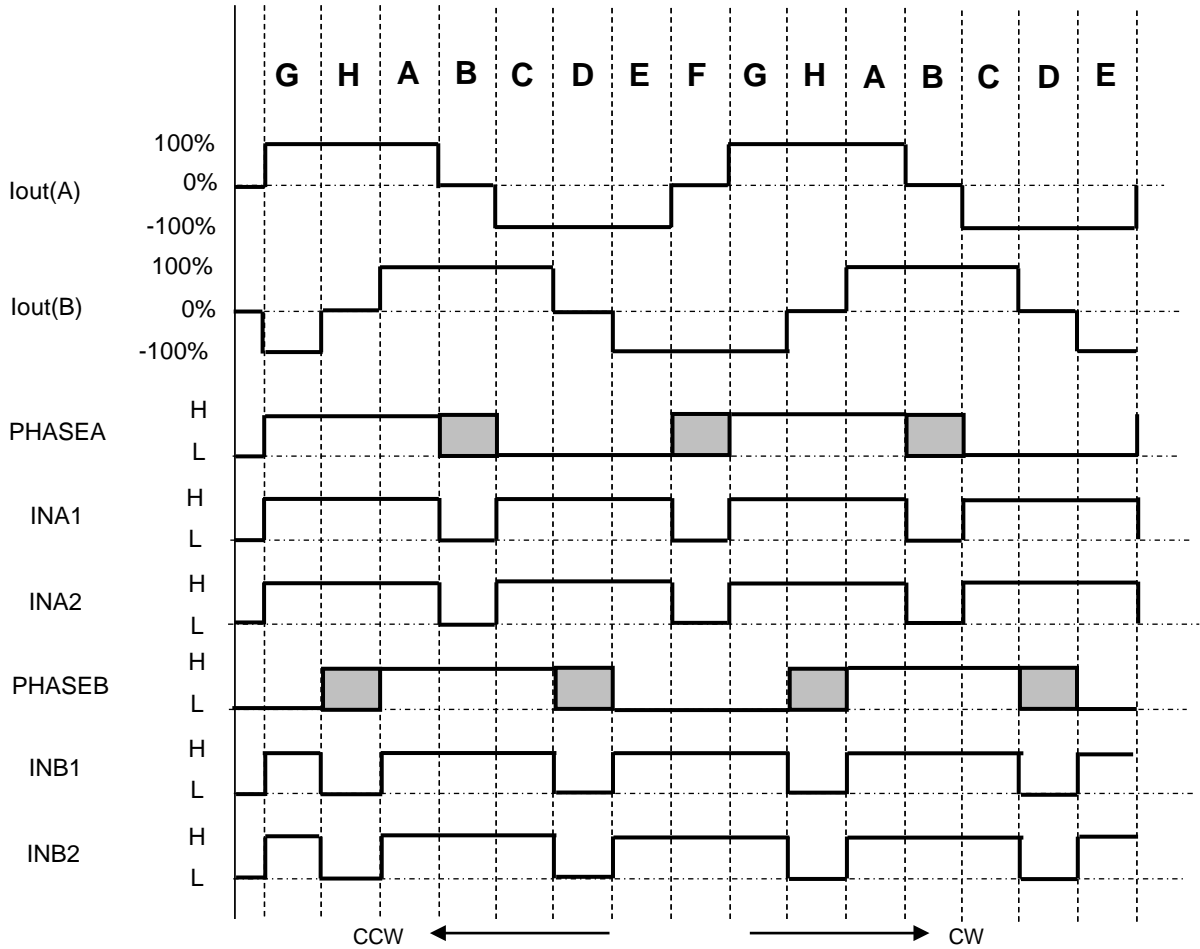 G H A B C D E F G H A B C D E
100%
Iout(A) 0%
-100%
100%
Iout(B) 0%
-100%
H
PHASEA
L
H
INA1
L
H
INA2
L
H
PHASEB
L
H
INB1
L
H
INB2
L
CCW CW